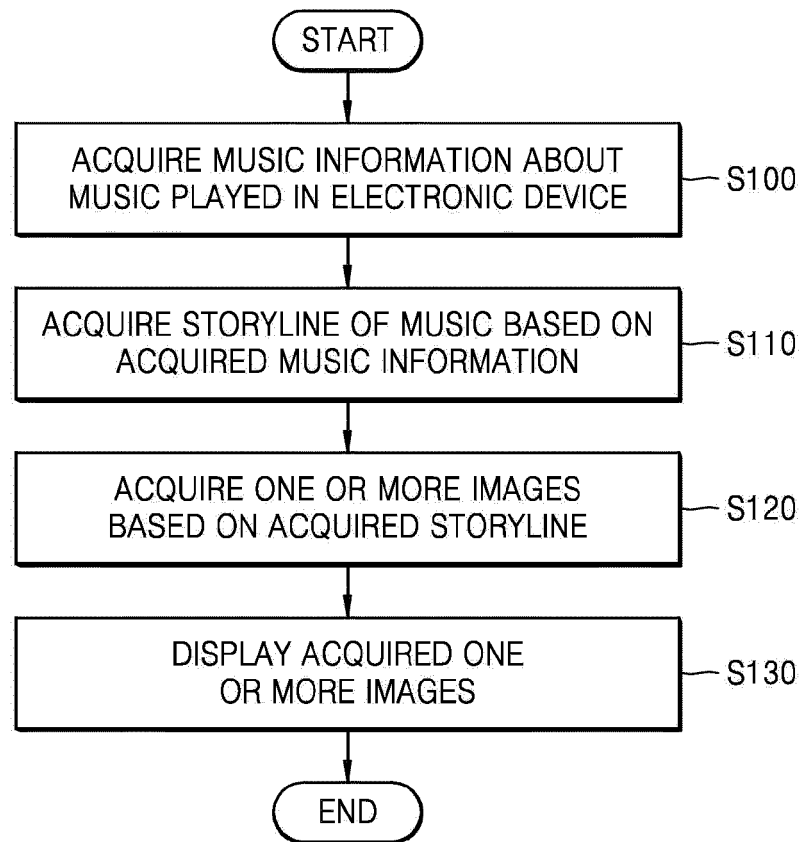 START
ACQUIRE MUSIC INFORMATION ABOUT
MUSIC PLAYED IN ELECTRONIC DEVICE
S100
ACQUIRE STORYLINE OF MUSIC BASED ON
ACQUIRED MUSIC INFORMATION
S110
ACQUIRE ONE OR MORE IMAGES
BASED ON ACQUIRED STORYLINE
S120
DISPLAY ACQUIRED ONE
OR MORE IMAGES
S130
END